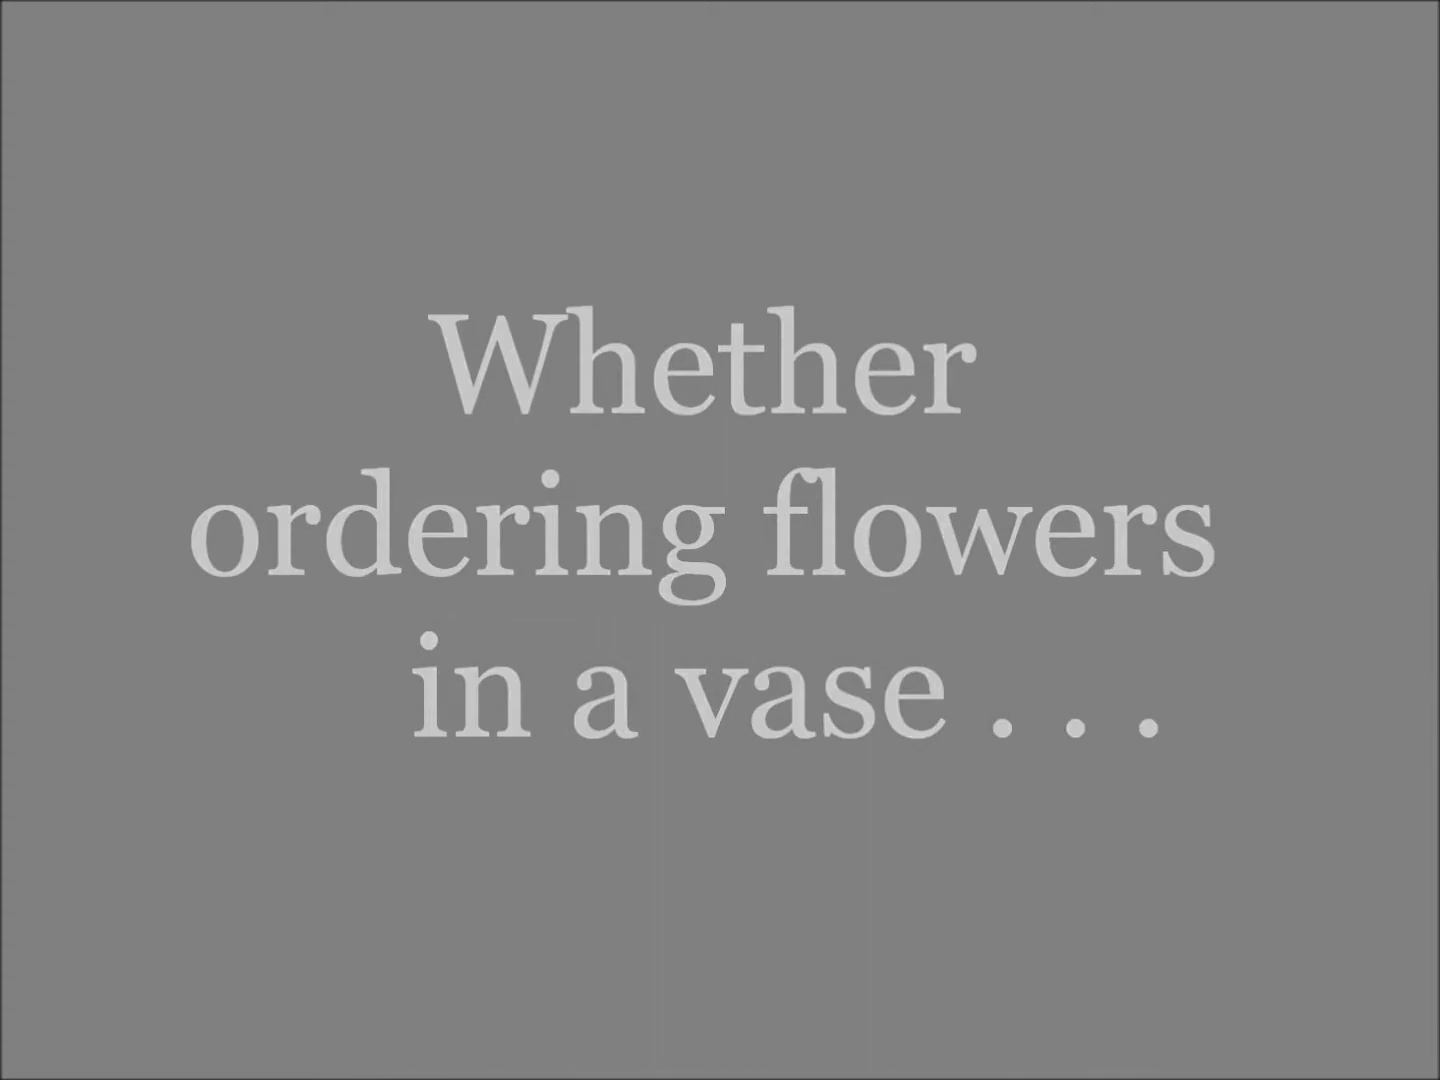 Whether
ordering flowers
in a vase . . .